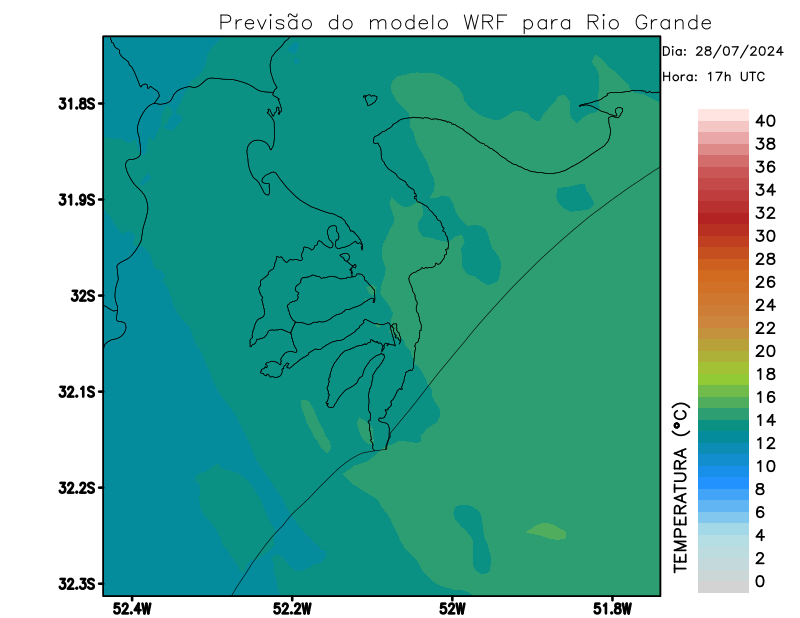 Previsão do modelo WRF para Rio Grande
Dia: 28/07/2024
Hora: 17h UTC
31.8S
31.9S
32S
32.1S
32.2S
32.3S
52.4W
52.2W
52W
51.8W
TEMPERATURA (°C)
40
38
36
34
32
30
28
26
24
22
20
18
16
14
12
10
8
6
4
2
0